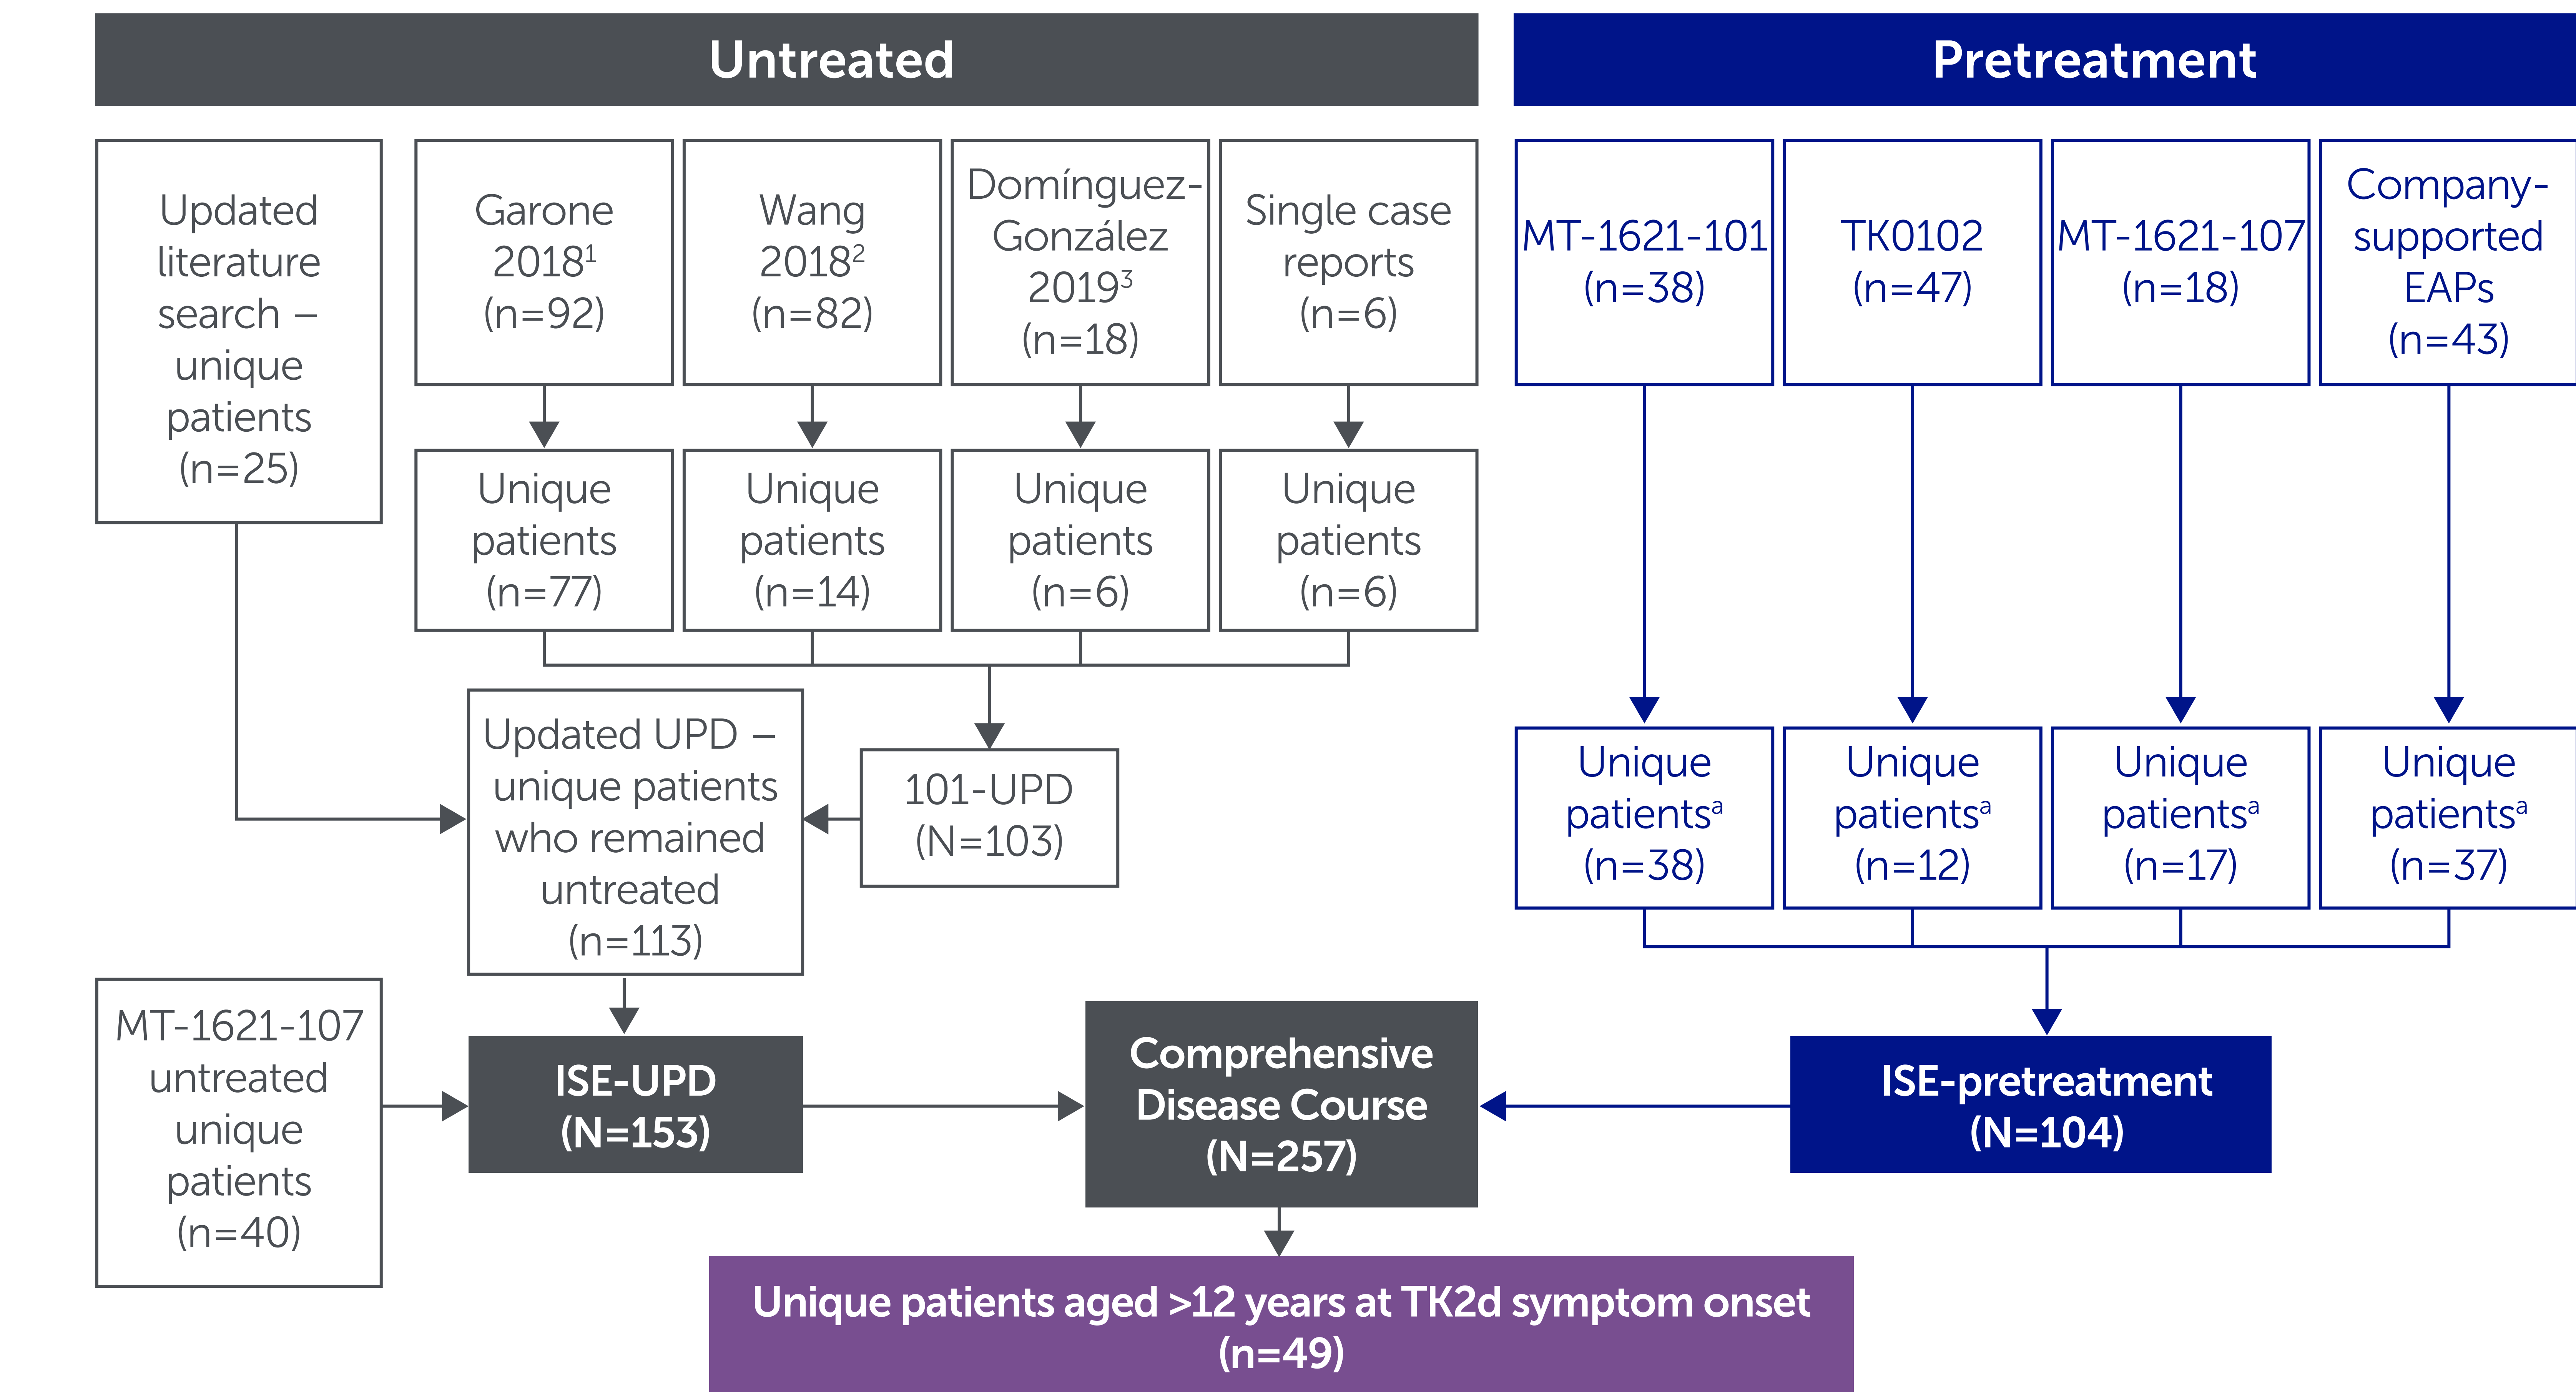 Untreated
Pretreatment
Updated
literature
search –
unique
patients
(n=25)
Garone
2018¹
(n=92)
Wang
2018²
(n=82)
Domínguez-
González
2019³
(n=18)
Single case
reports
(n=6)
MT-1621-101
(n=38)
TK0102
(n=47)
MT-1621-107
(n=18)
Company-
supported
EAPs
(n=43)
Unique
patients
(n=77)
Unique
patients
(n=14)
Unique
patients
(n=6)
Unique
patients
(n=6)
Updated UPD –
unique patients
who remained
untreated
(n=113)
101-UPD
(N=103)
Unique
patientsᵃ
(n=38)
Unique
patientsᵃ
(n=12)
Unique
patientsᵃ
(n=17)
Unique
patientsᵃ
(n=37)
MT-1621-107
untreated
unique
patients
(n=40)
ISE-UPD
(N=153)
Comprehensive
Disease Course
(N=257)
ISE-pretreatment
(N=104)
Unique patients aged >12 years at TK2d symptom onset
(n=49)